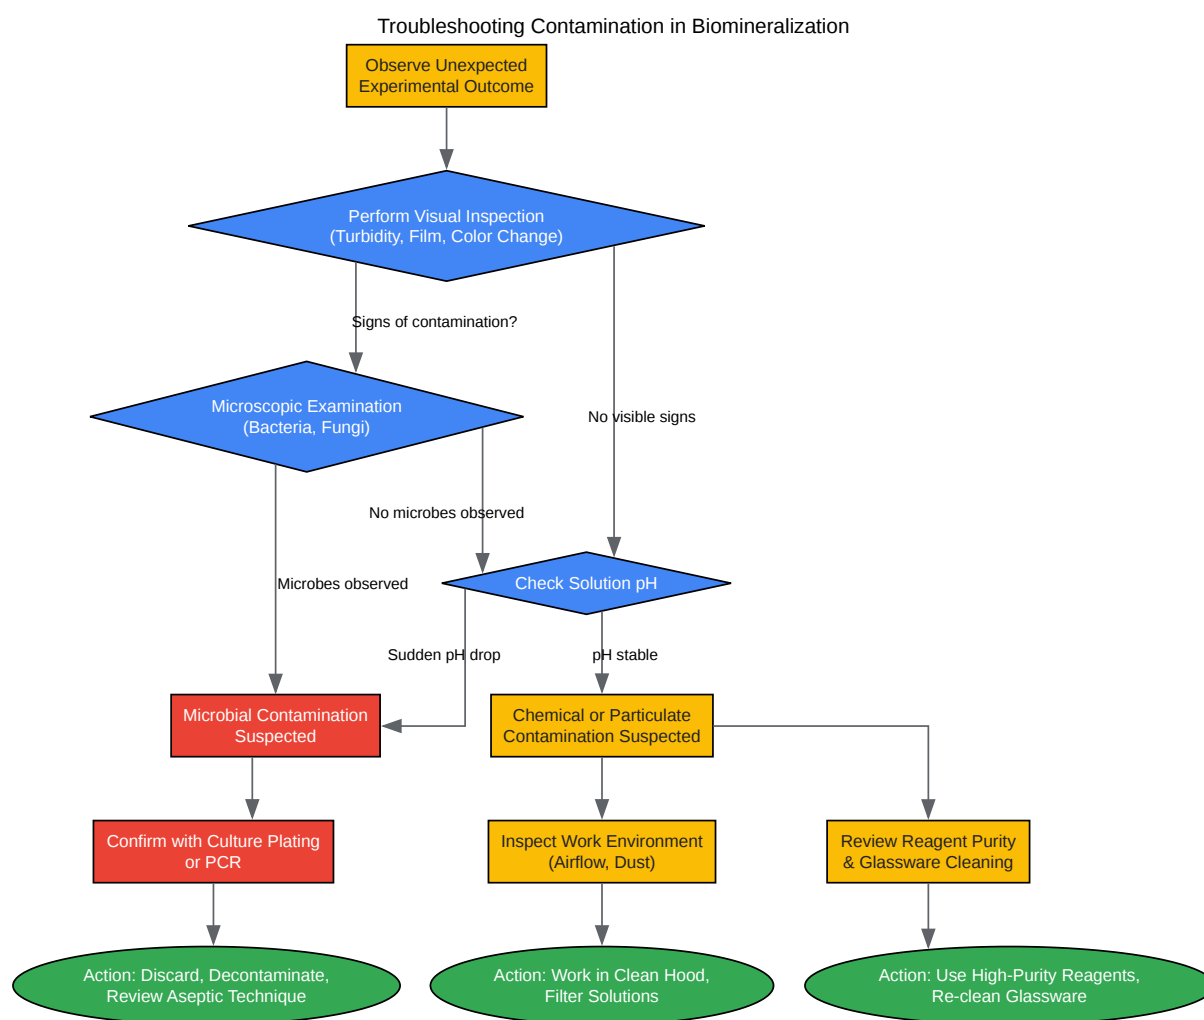 Troubleshooting Contamination in Biomineralization
Observe Unexpected
Experimental Outcome
Perform Visual Inspection
(Turbidity, Film, Color Change)
Signs of contamination?
Microscopic Examination
(Bacteria, Fungi)
No visible signs
No microbes observed
Microbes observed
Check Solution pH
Sudden pH drop
pH stable
Microbial Contamination
Suspected
Chemical or Particulate
Contamination Suspected
Confirm with Culture Plating
or PCR
Inspect Work Environment
(Airflow, Dust)
Review Reagent Purity
& Glassware Cleaning
Action: Discard, Decontaminate,
Review Aseptic Technique
Action: Work in Clean Hood,
Filter Solutions
Action: Use High-Purity Reagents,
Re-clean Glassware